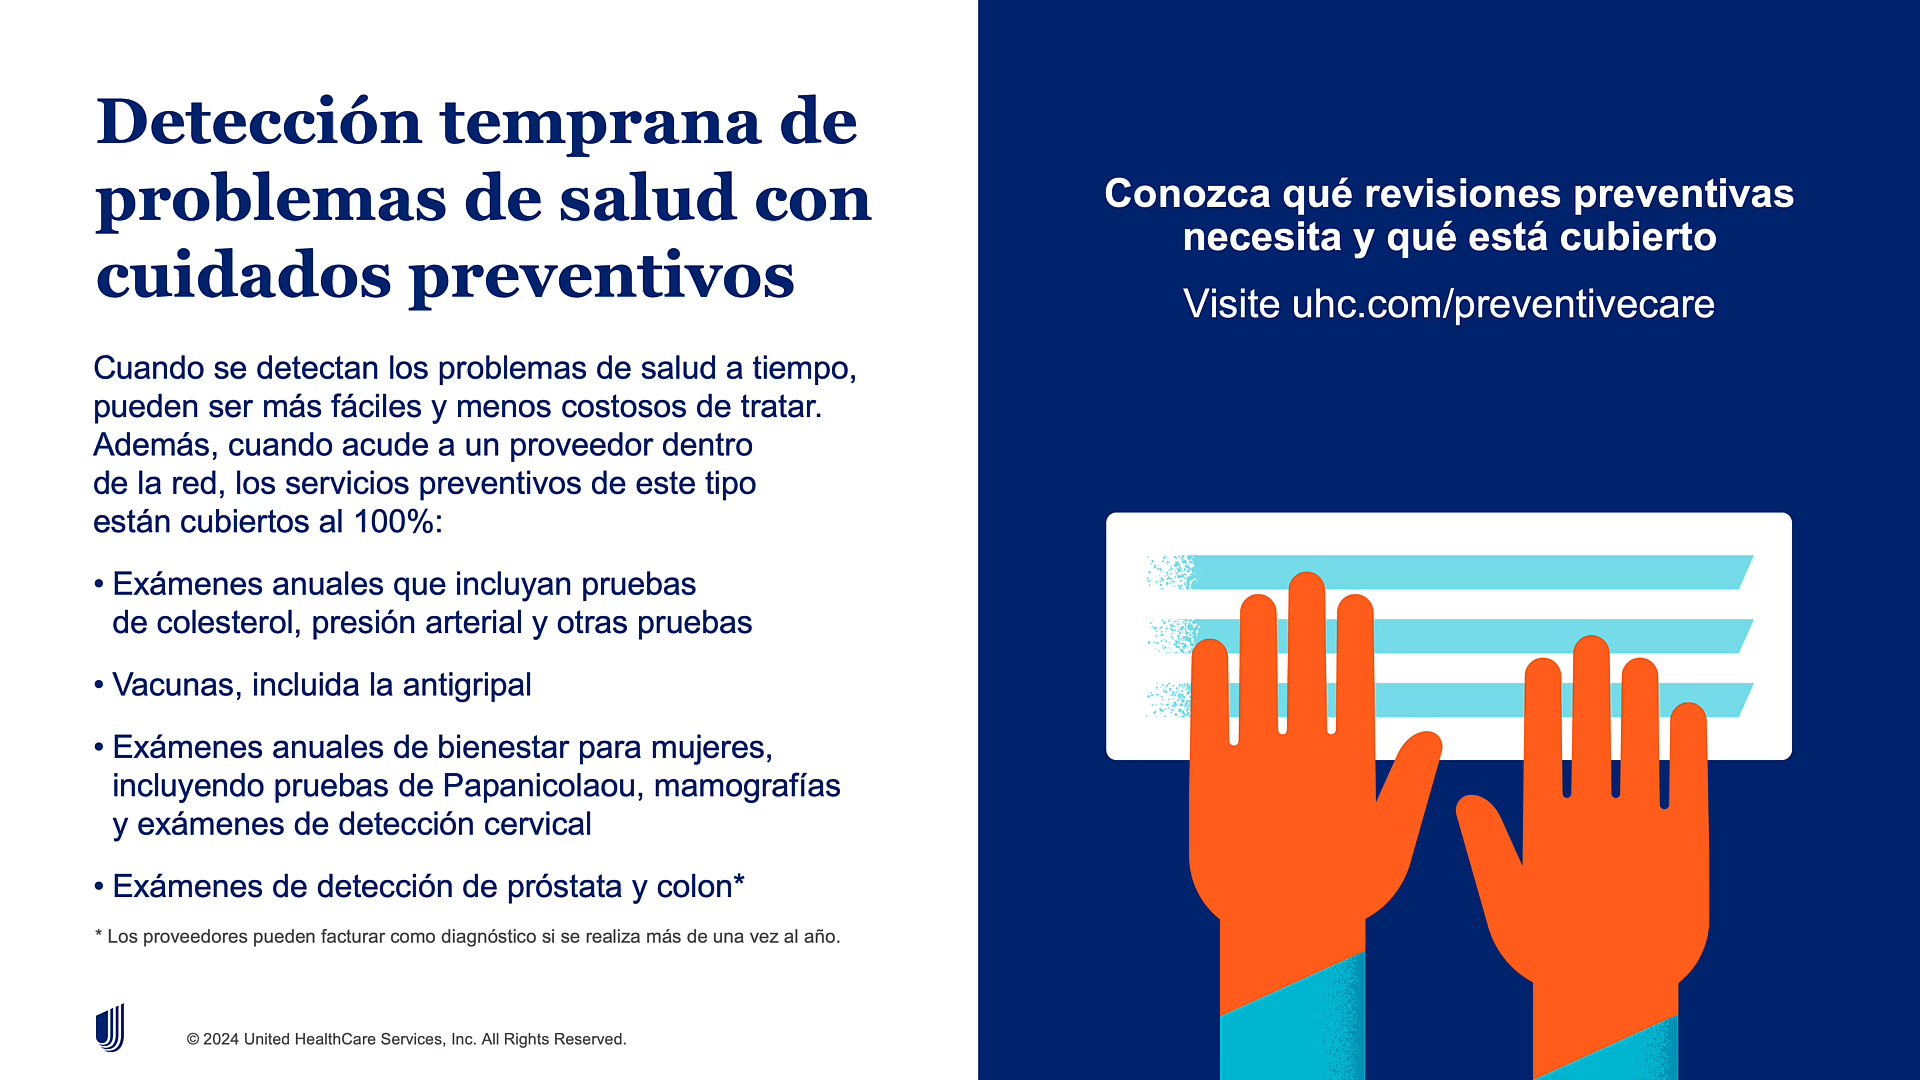 Detección temprana de
problemas de salud con
cuidados preventivos
Cuando se detectan los problemas de salud a tiempo,
pueden ser más fáciles y menos costosos de tratar.
Además, cuando acude a un proveedor dentro
de la red, los servicios preventivos de este tipo
están cubiertos al 100%:
• Exámenes anuales que incluyan pruebas
de colesterol, presión arterial y otras pruebas
• Vacunas, incluida la antigripal
• Exámenes anuales de bienestar para mujeres,
incluyendo pruebas de Papanicolaou, mamografías
y exámenes de detección cervical
• Exámenes de detección de próstata y colon*
* Los proveedores pueden facturar como diagnóstico si se realiza más de una vez al año.
© 2024 United HealthCare Services, Inc. All Rights Reserved.
Conozca qué revisiones preventivas
necesita y qué está cubierto
Visite uhc.com/preventivecare